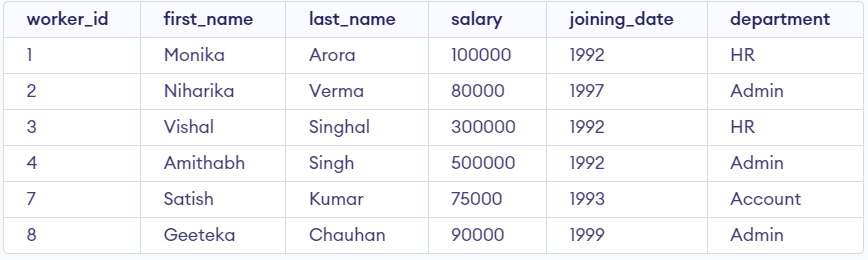 worker_id first_name last_name salary joining_date department
1 Monika Arora 100000 1992 HR
2 Niharika Verma 80000 1997 Admin
3 Vishal Singhal 300000 1992 HR
4 Amithabh Singh 500000 1992 Admin
7 Satish Kumar 75000 1993 Account
8 Geeteka Chauhan 90000 1999 Admin